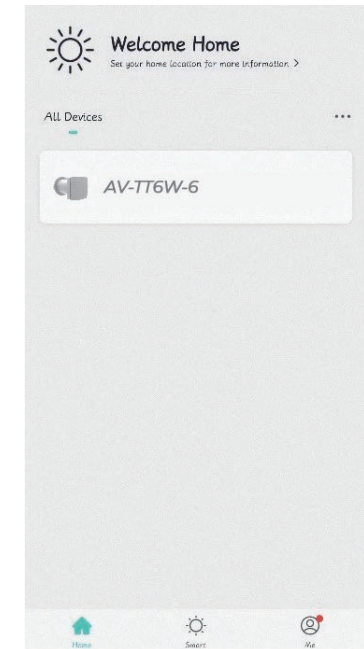 Welcome Home
Set your home location for more information >
All Devices
...
AV-TT6W-6
Home
Smart
Me